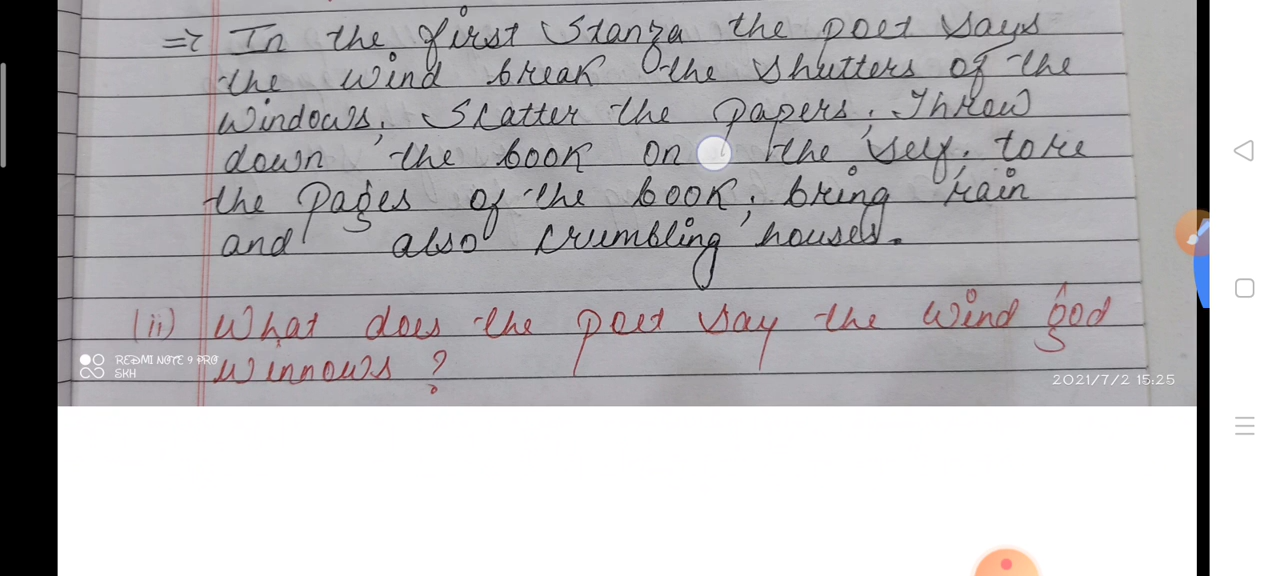 => In the first Stanza the poet says
the wind break the shutters of the
windows, Scatter the papers, Throw
down the book on the self, tore
the pages of the book, bring rain
and also crumbling houses.
(ii) What does the poet say the wind god
winnows ?
REDMI NOTE 9 PRO
SKH
2021/7/2 15:25